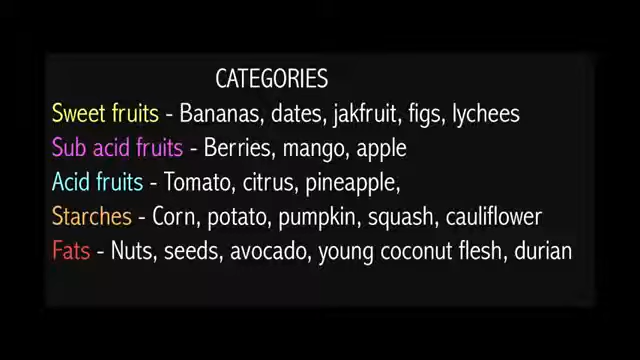 CATEGORIES
Sweet fruits - Bananas, dates, jakfruit, figs, lychees
Sub acid fruits - Berries, mango, apple
Acid fruits - Tomato, citrus, pineapple,
Starches - Corn, potato, pumpkin, squash, cauliflower
Fats - Nuts, seeds, avocado, young coconut flesh, durian